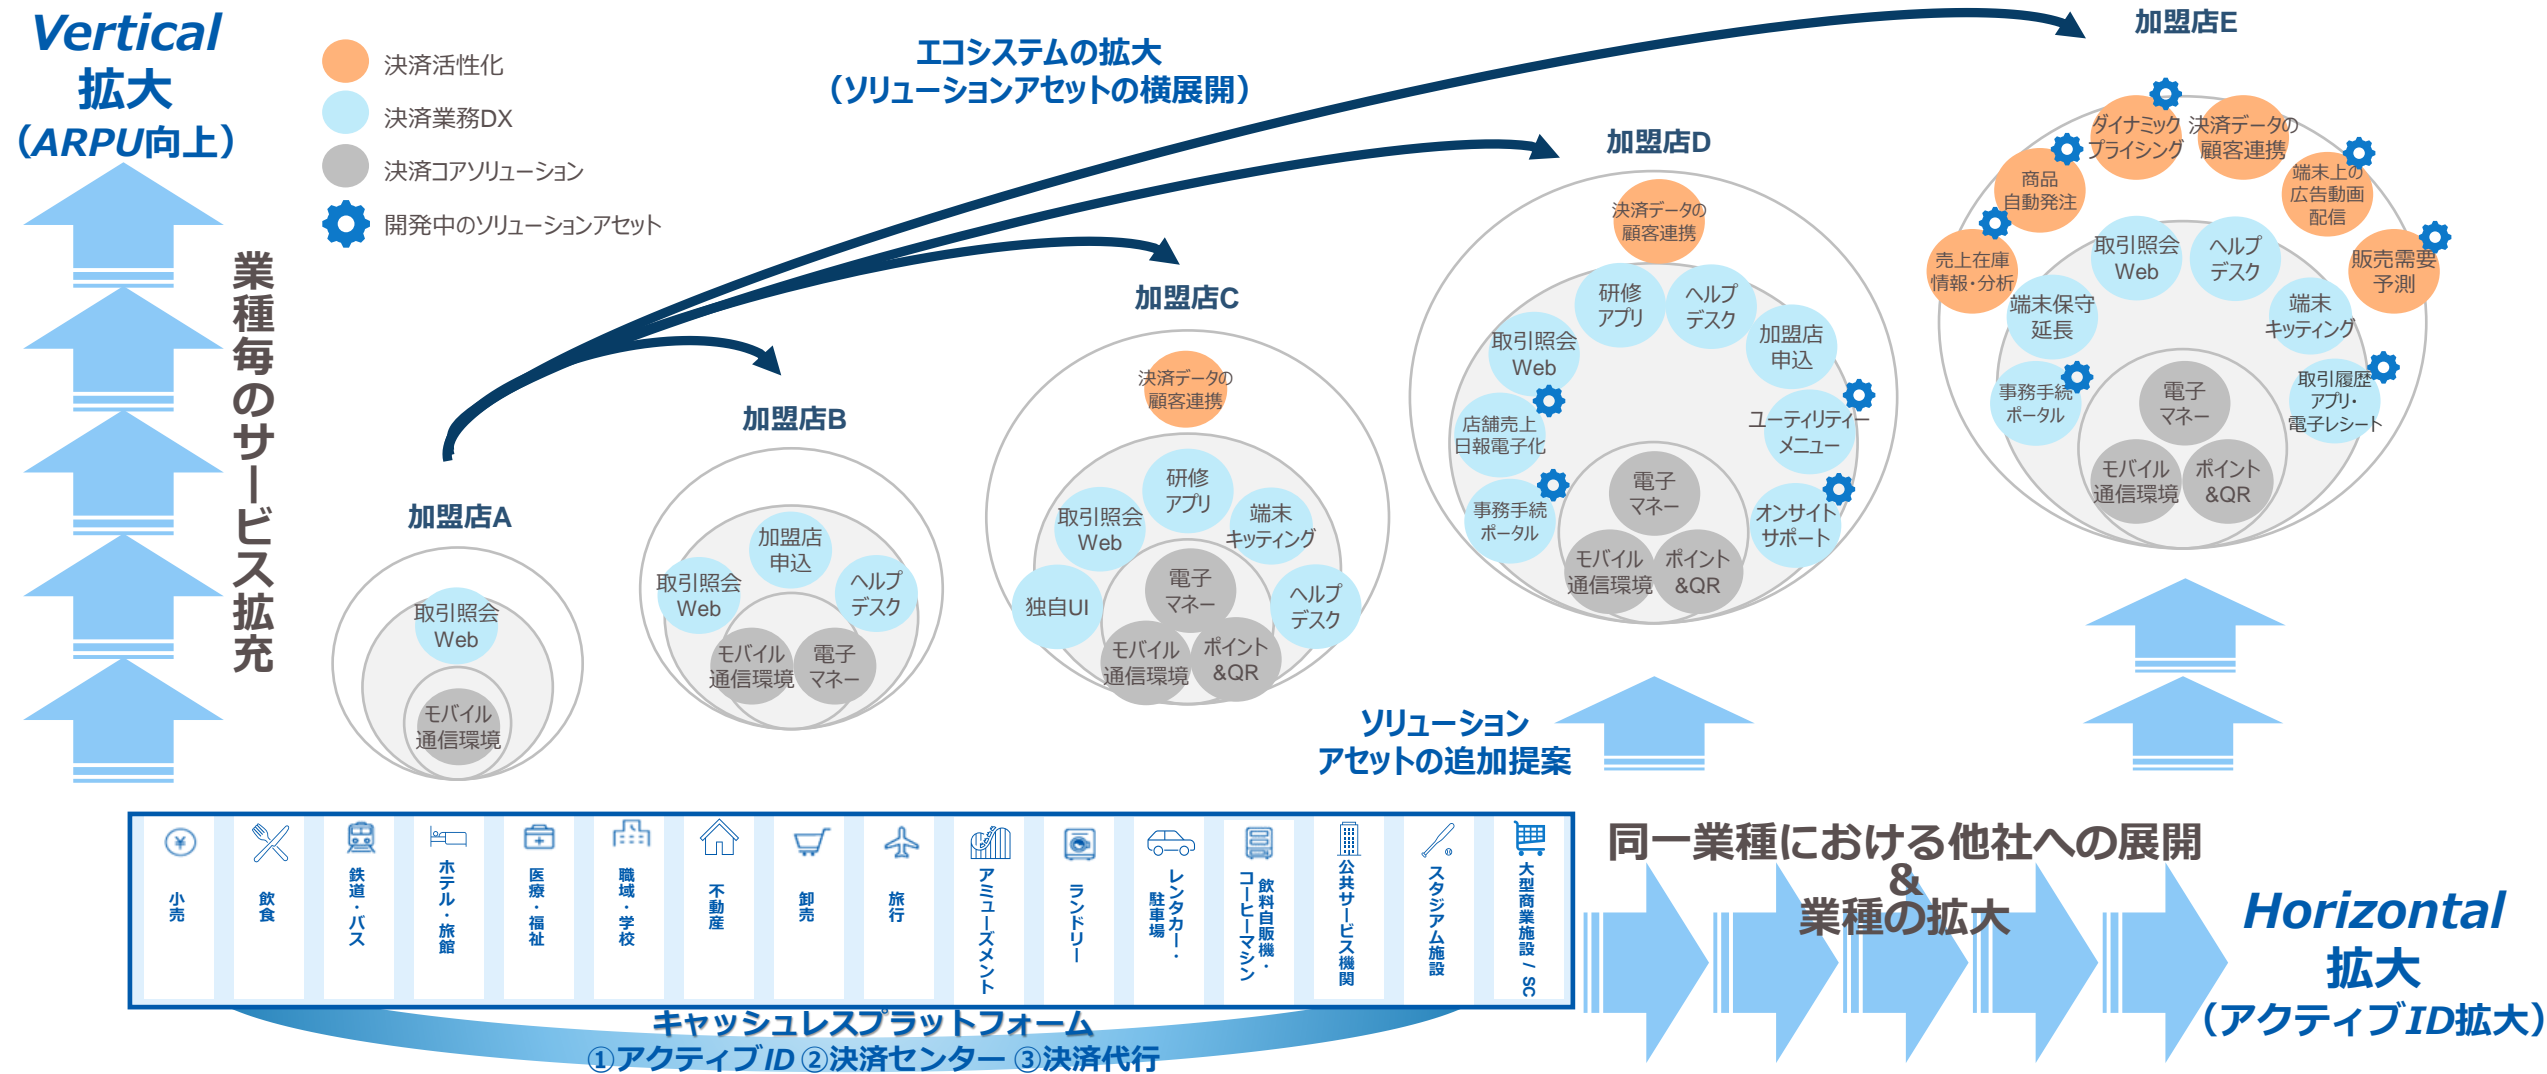 Vertical
拡大
（ARPU向上）
業種毎のサービス拡充
決済活性化
決済業務DX
決済コアソリューション
開発中のソリューションアセット
エコシステムの拡大
（ソリューションアセットの横展開）
加盟店A
取引照会
Web
モバイル
通信環境
加盟店B
加盟店
申込
取引照会
Web
ヘルプ
デスク
モバイル
通信環境
電子
マネー
加盟店C
決済データの
顧客連携
研修
アプリ
取引照会
Web
端末
キッティング
独自UI
ヘルプ
デスク
電子
マネー
モバイル
通信環境
ポイント
&QR
加盟店D
決済データの
顧客連携
研修
アプリ
ヘルプ
デスク
取引照会
Web
加盟店
申込
店舗売上
日報電子化
ユーティリティー
メニュー
事務手続
ポータル
オンサイト
サポート
電子
マネー
モバイル
通信環境
ポイント
&QR
加盟店E
ダイナミック
プライシング
決済データの
顧客連携
商品
自動発注
端末上の
広告動画
配信
売上在庫
情報・分析
販売需要
予測
取引照会
Web
ヘルプ
デスク
端末保守
延長
端末
キッティング
事務手続
ポータル
取引履歴
アプリ・
電子レシート
電子
マネー
モバイル
通信環境
ポイント
&QR
ソリューション
アセットの追加提案
小売
飲食
鉄道・バス
ホテル・旅館
医療・福祉
職域・学校
不動産
卸売
旅行
アミューズメント
ランドリー
レンタカー・
駐車場
飲料自販機・
コーヒーマシン
公共サービス機関
スタジアム施設
大型商業施設 / SC
キャッシュレスプラットフォーム
①アクティブID ②決済センター ③決済代行
同一業種における他社への展開
&
業種の拡大
Horizontal
拡大
（アクティブID拡大）